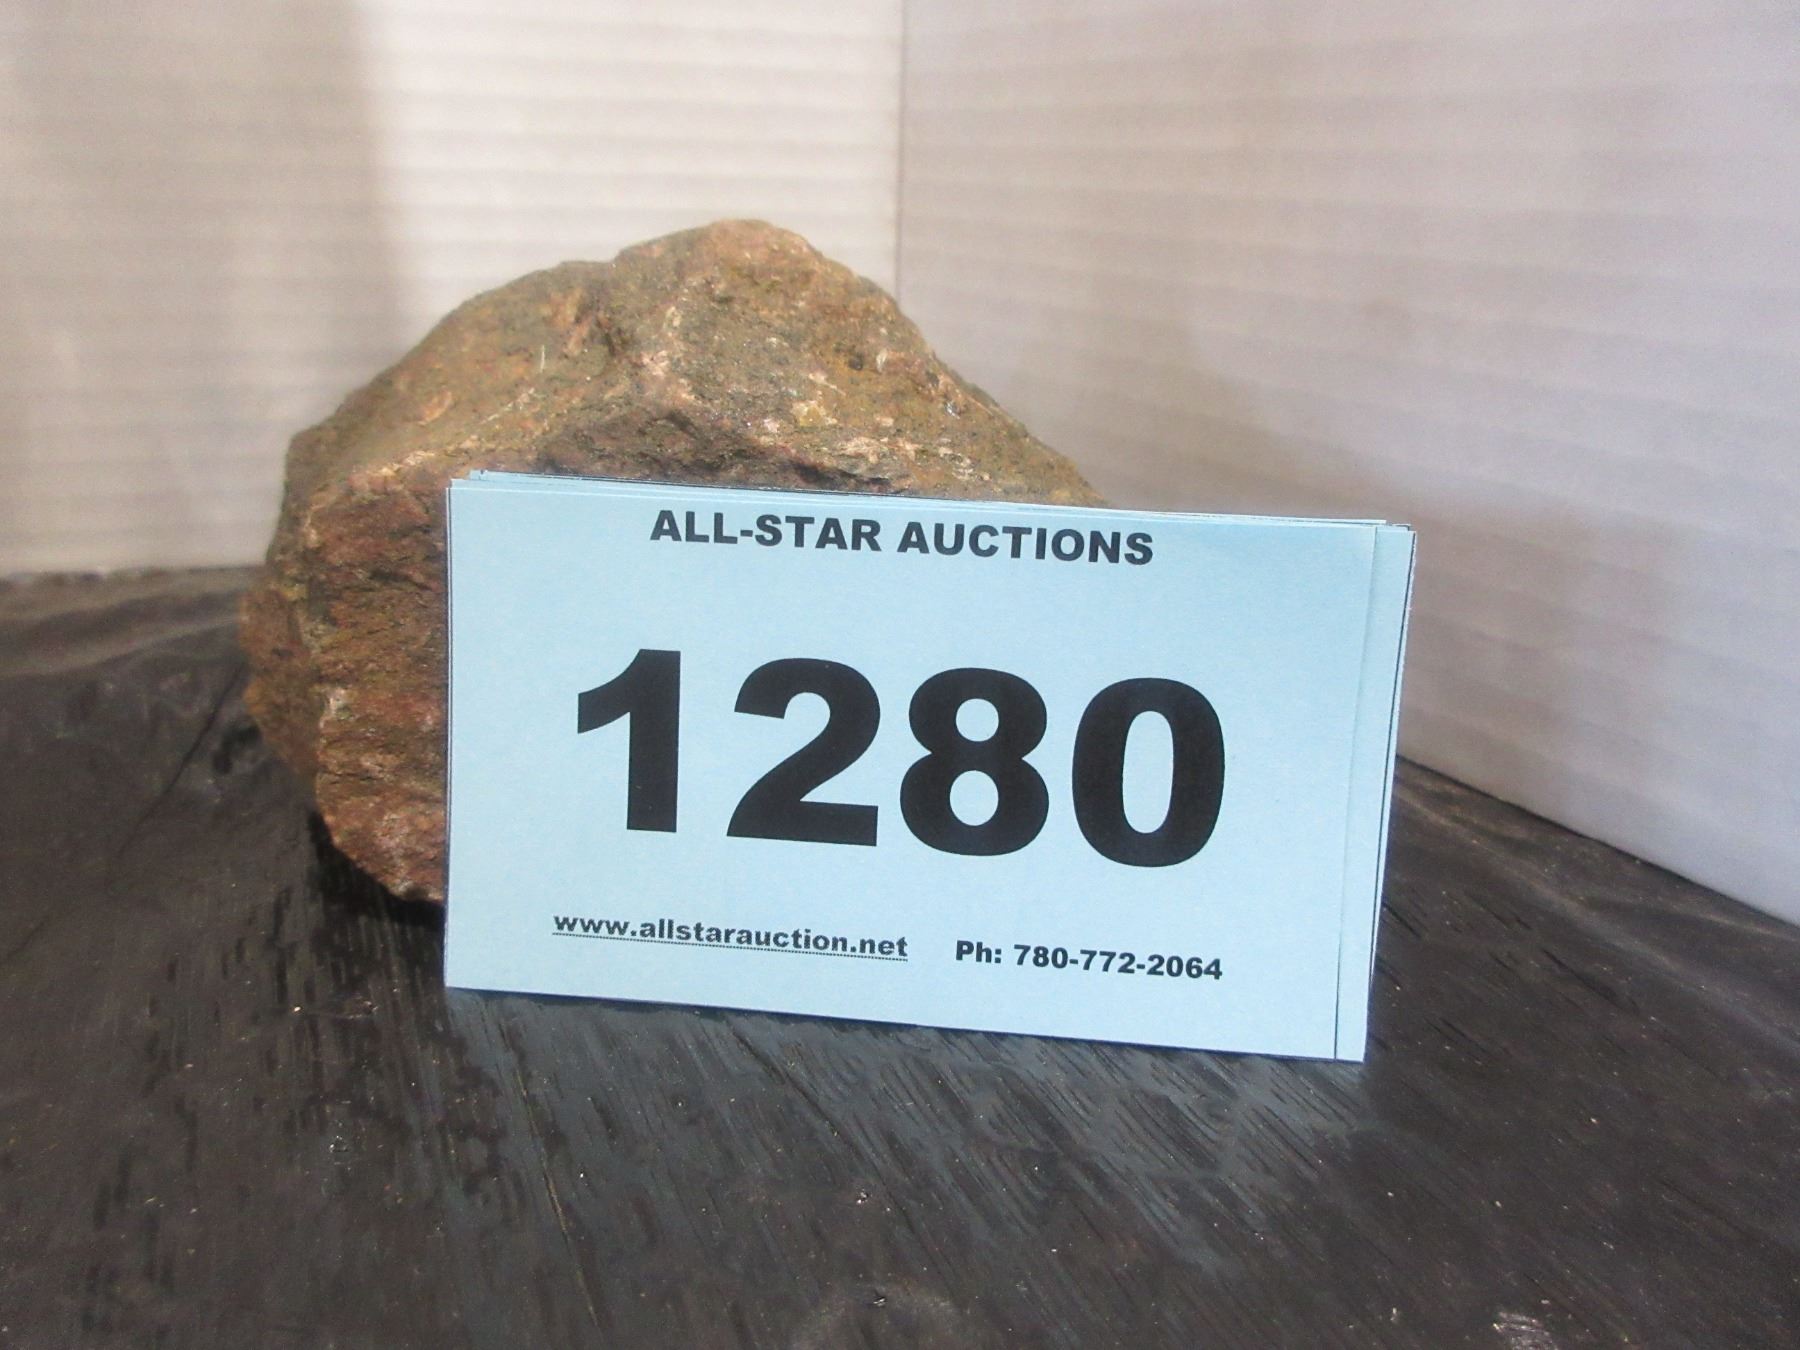 ALL-STAR AUCTIONS
1280
www.allstarauction.net Ph: 780-772-2064